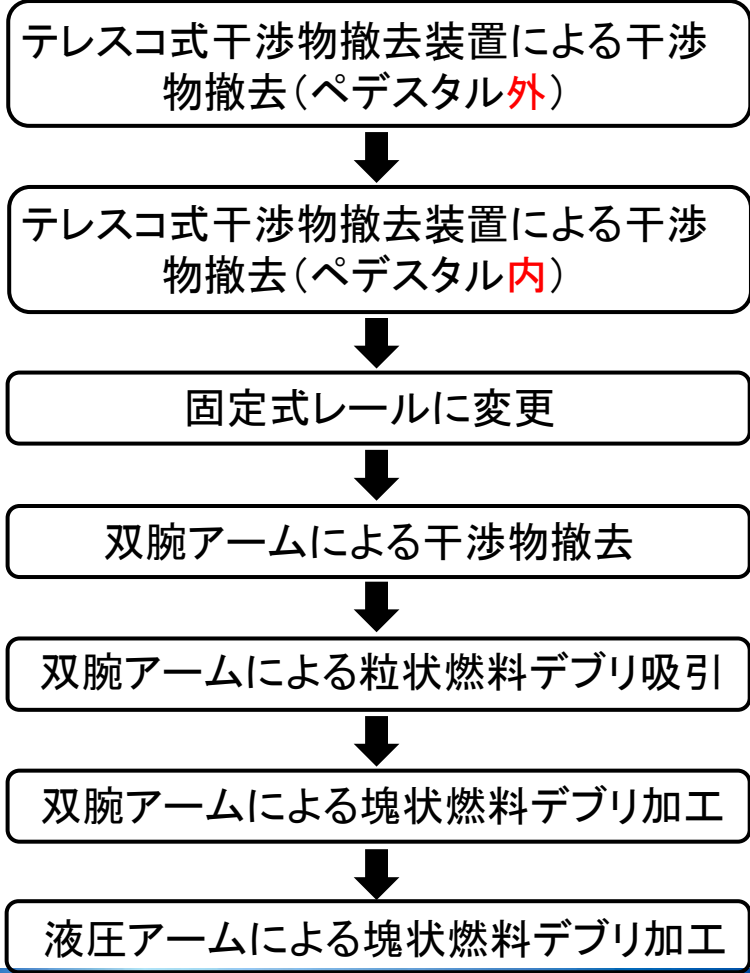 テレスコ式干渉物撤去装置による干渉
物撤去（ペデスタル外）
テレスコ式干渉物撤去装置による干渉
物撤去（ペデスタル内）
固定式レールに変更
双腕アームによる干渉物撤去
双腕アームによる粒状燃料デブリ吸引
双腕アームによる塊状燃料デブリ加工
液圧アームによる塊状燃料デブリ加工